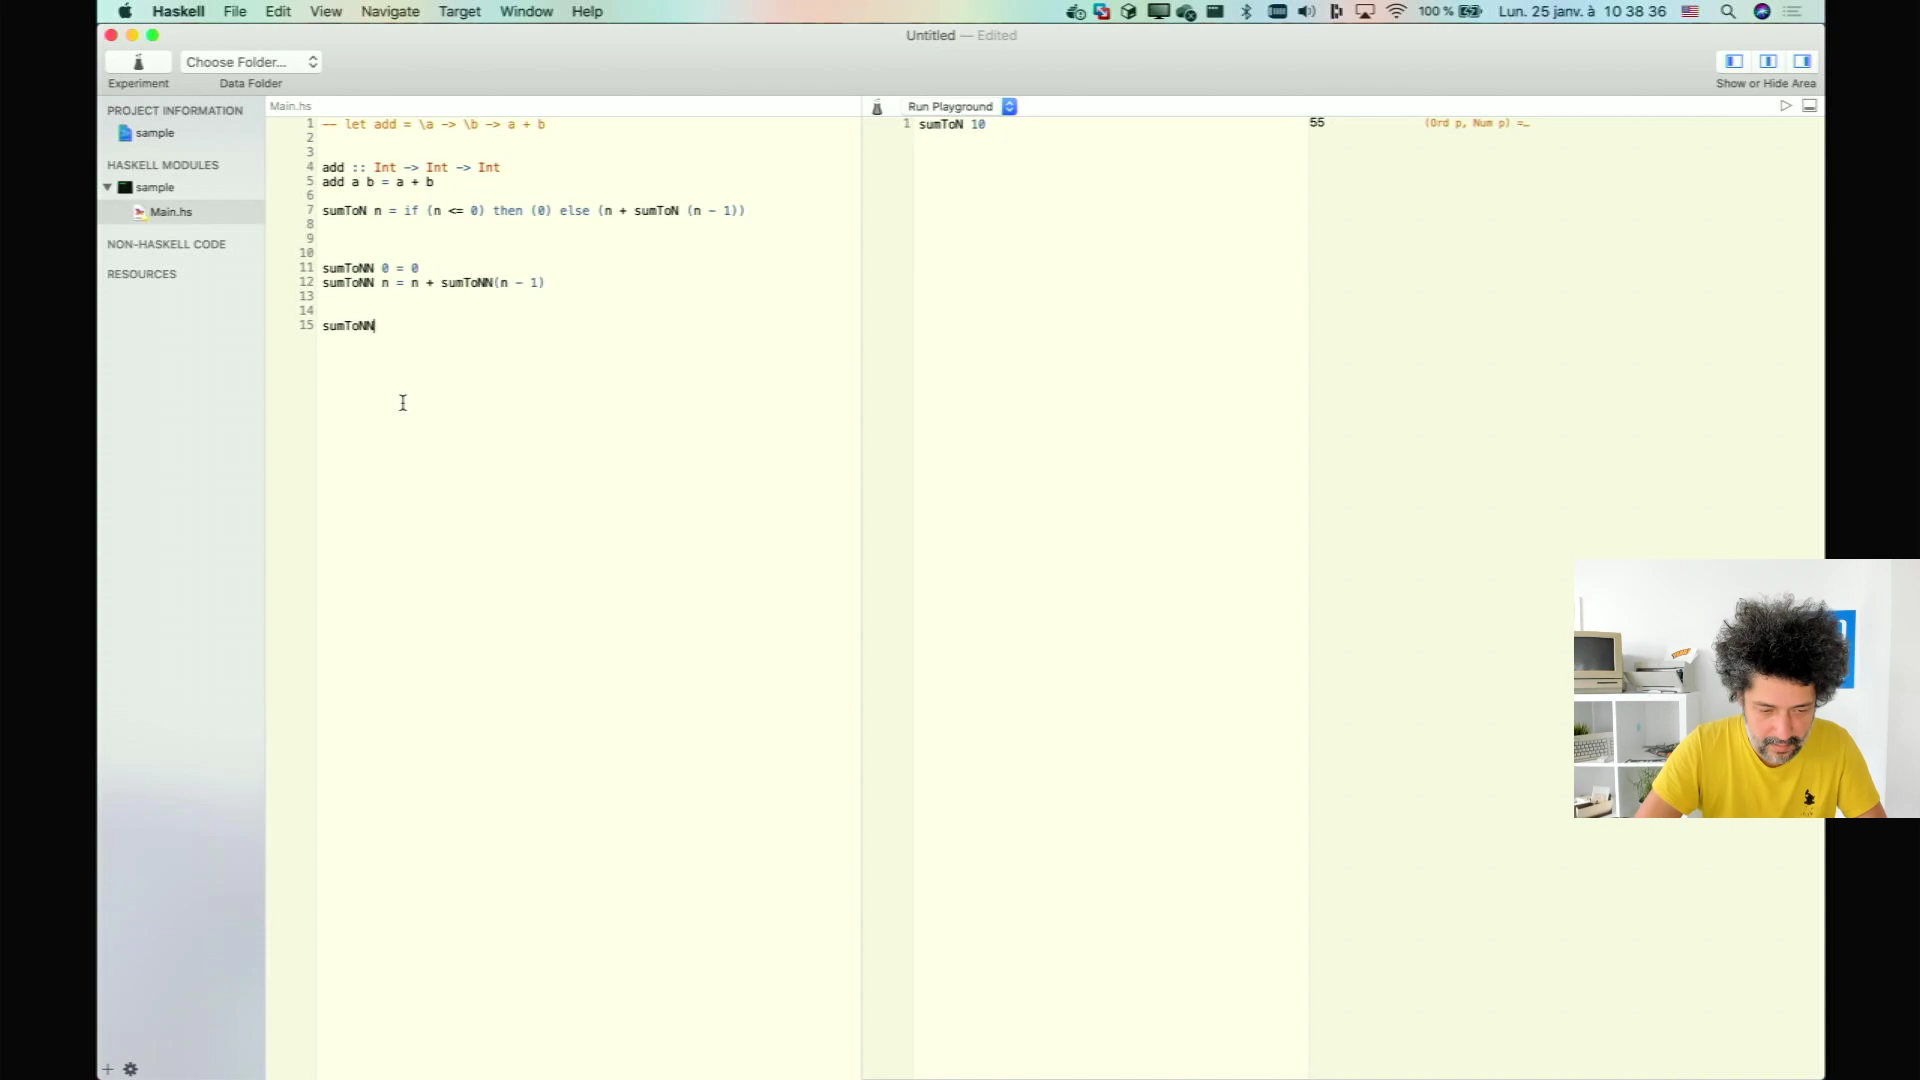 Haskell File Edit View Navigate Target Window Help 100 % Lun. 25 janv. à 10 38 36
Untitled — Edited
Choose Folder...
Experiment Data Folder Show or Hide Area
PROJECT INFORMATION
sample
HASKELL MODULES
sample
Main.hs
NON-HASKELL CODE
RESOURCES
Main.hs
1 -- let add = \a -> \b -> a + b
2
3
4 add :: Int -> Int -> Int
5 add a b = a + b
6
7 sumToN n = if (n <= 0) then (0) else (n + sumToN (n - 1))
8
9
10
11 sumToNN 0 = 0
12 sumToNN n = n + sumToNN(n - 1)
13
14
15 sumToNN
Run Playground
1 sumToN 10
55 (Ord p, Num p) =…